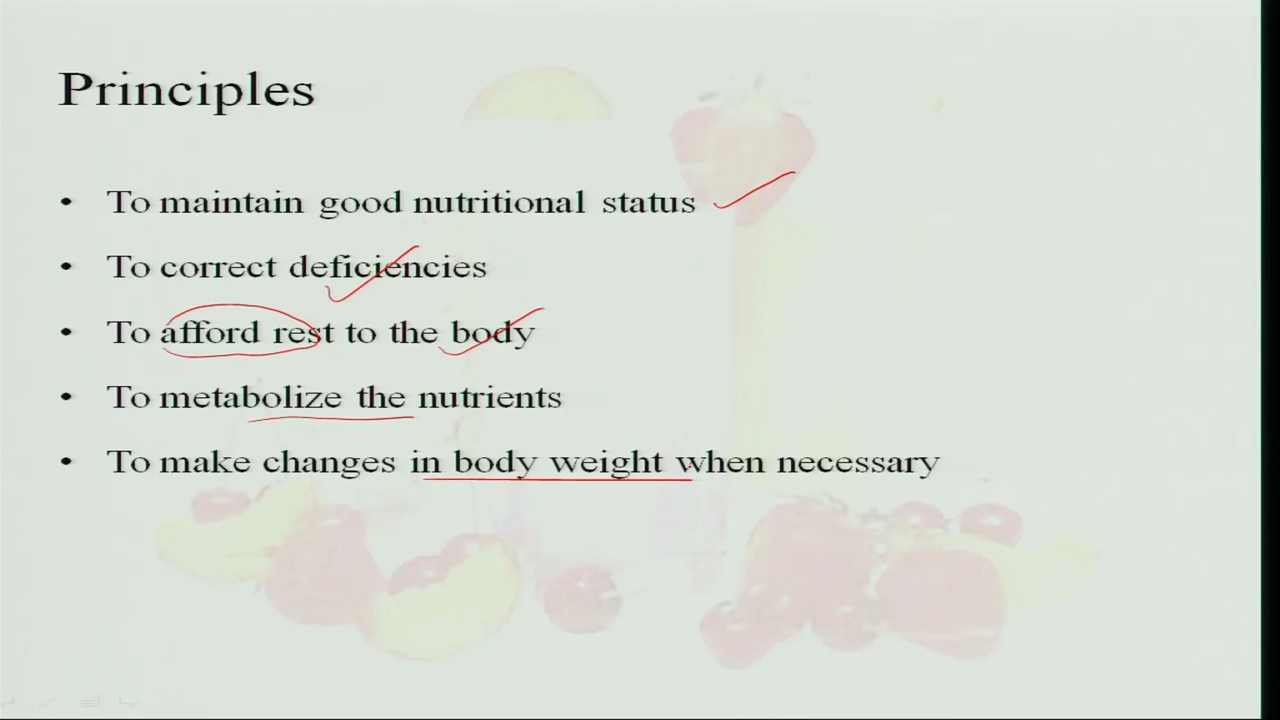 Principles
• To maintain good nutritional status
• To correct deficiencies
• To afford rest to the body
• To metabolize the nutrients
• To make changes in body weight when necessary